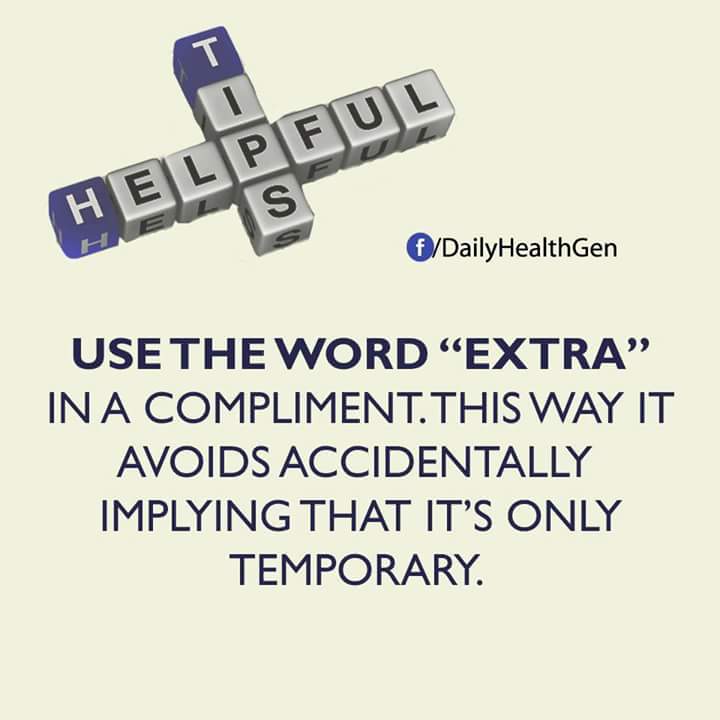 TIPS
HELPFUL
f/DailyHealthGen
USE THE WORD “EXTRA”
IN A COMPLIMENT. THIS WAY IT
AVOIDS ACCIDENTALLY
IMPLYING THAT IT’S ONLY
TEMPORARY.